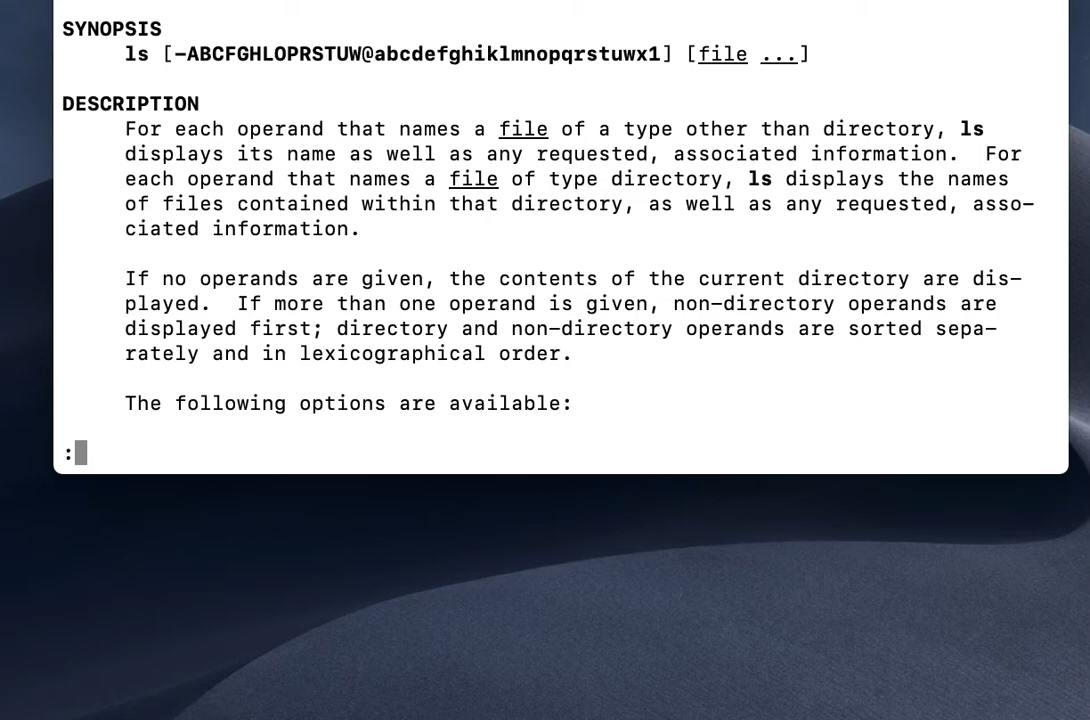 SYNOPSIS
ls [-ABCFGHLOPRSTUW@abcdefghiklmnopqrstuwx1] [file ...]
DESCRIPTION
For each operand that names a file of a type other than directory, ls
displays its name as well as any requested, associated information.  For
each operand that names a file of type directory, ls displays the names
of files contained within that directory, as well as any requested, asso-
ciated information.
If no operands are given, the contents of the current directory are dis-
played.  If more than one operand is given, non-directory operands are
displayed first; directory and non-directory operands are sorted sepa-
rately and in lexicographical order.
The following options are available:
: